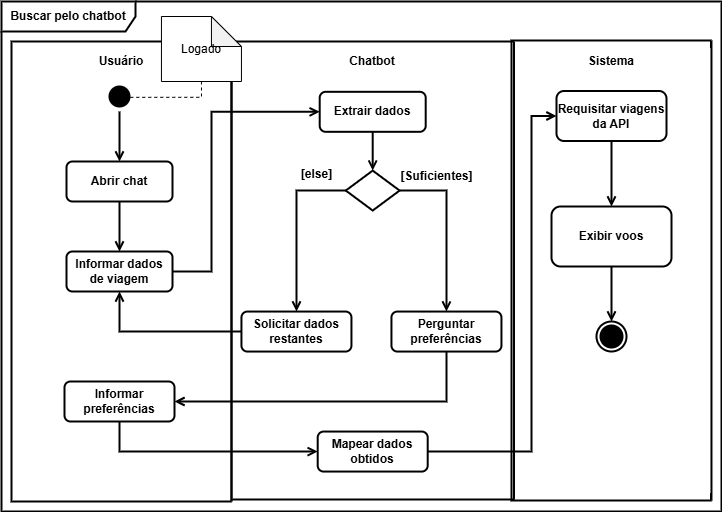 Buscar pelo chatbot
Logado
Usuário
Chatbot
Sistema
Extrair dados
Requisitar viagens
da API
[else]
[Suficientes]
Abrir chat
Exibir voos
Informar dados
de viagem
Solicitar dados
restantes
Perguntar
preferências
Informar
preferências
Mapear dados
obtidos